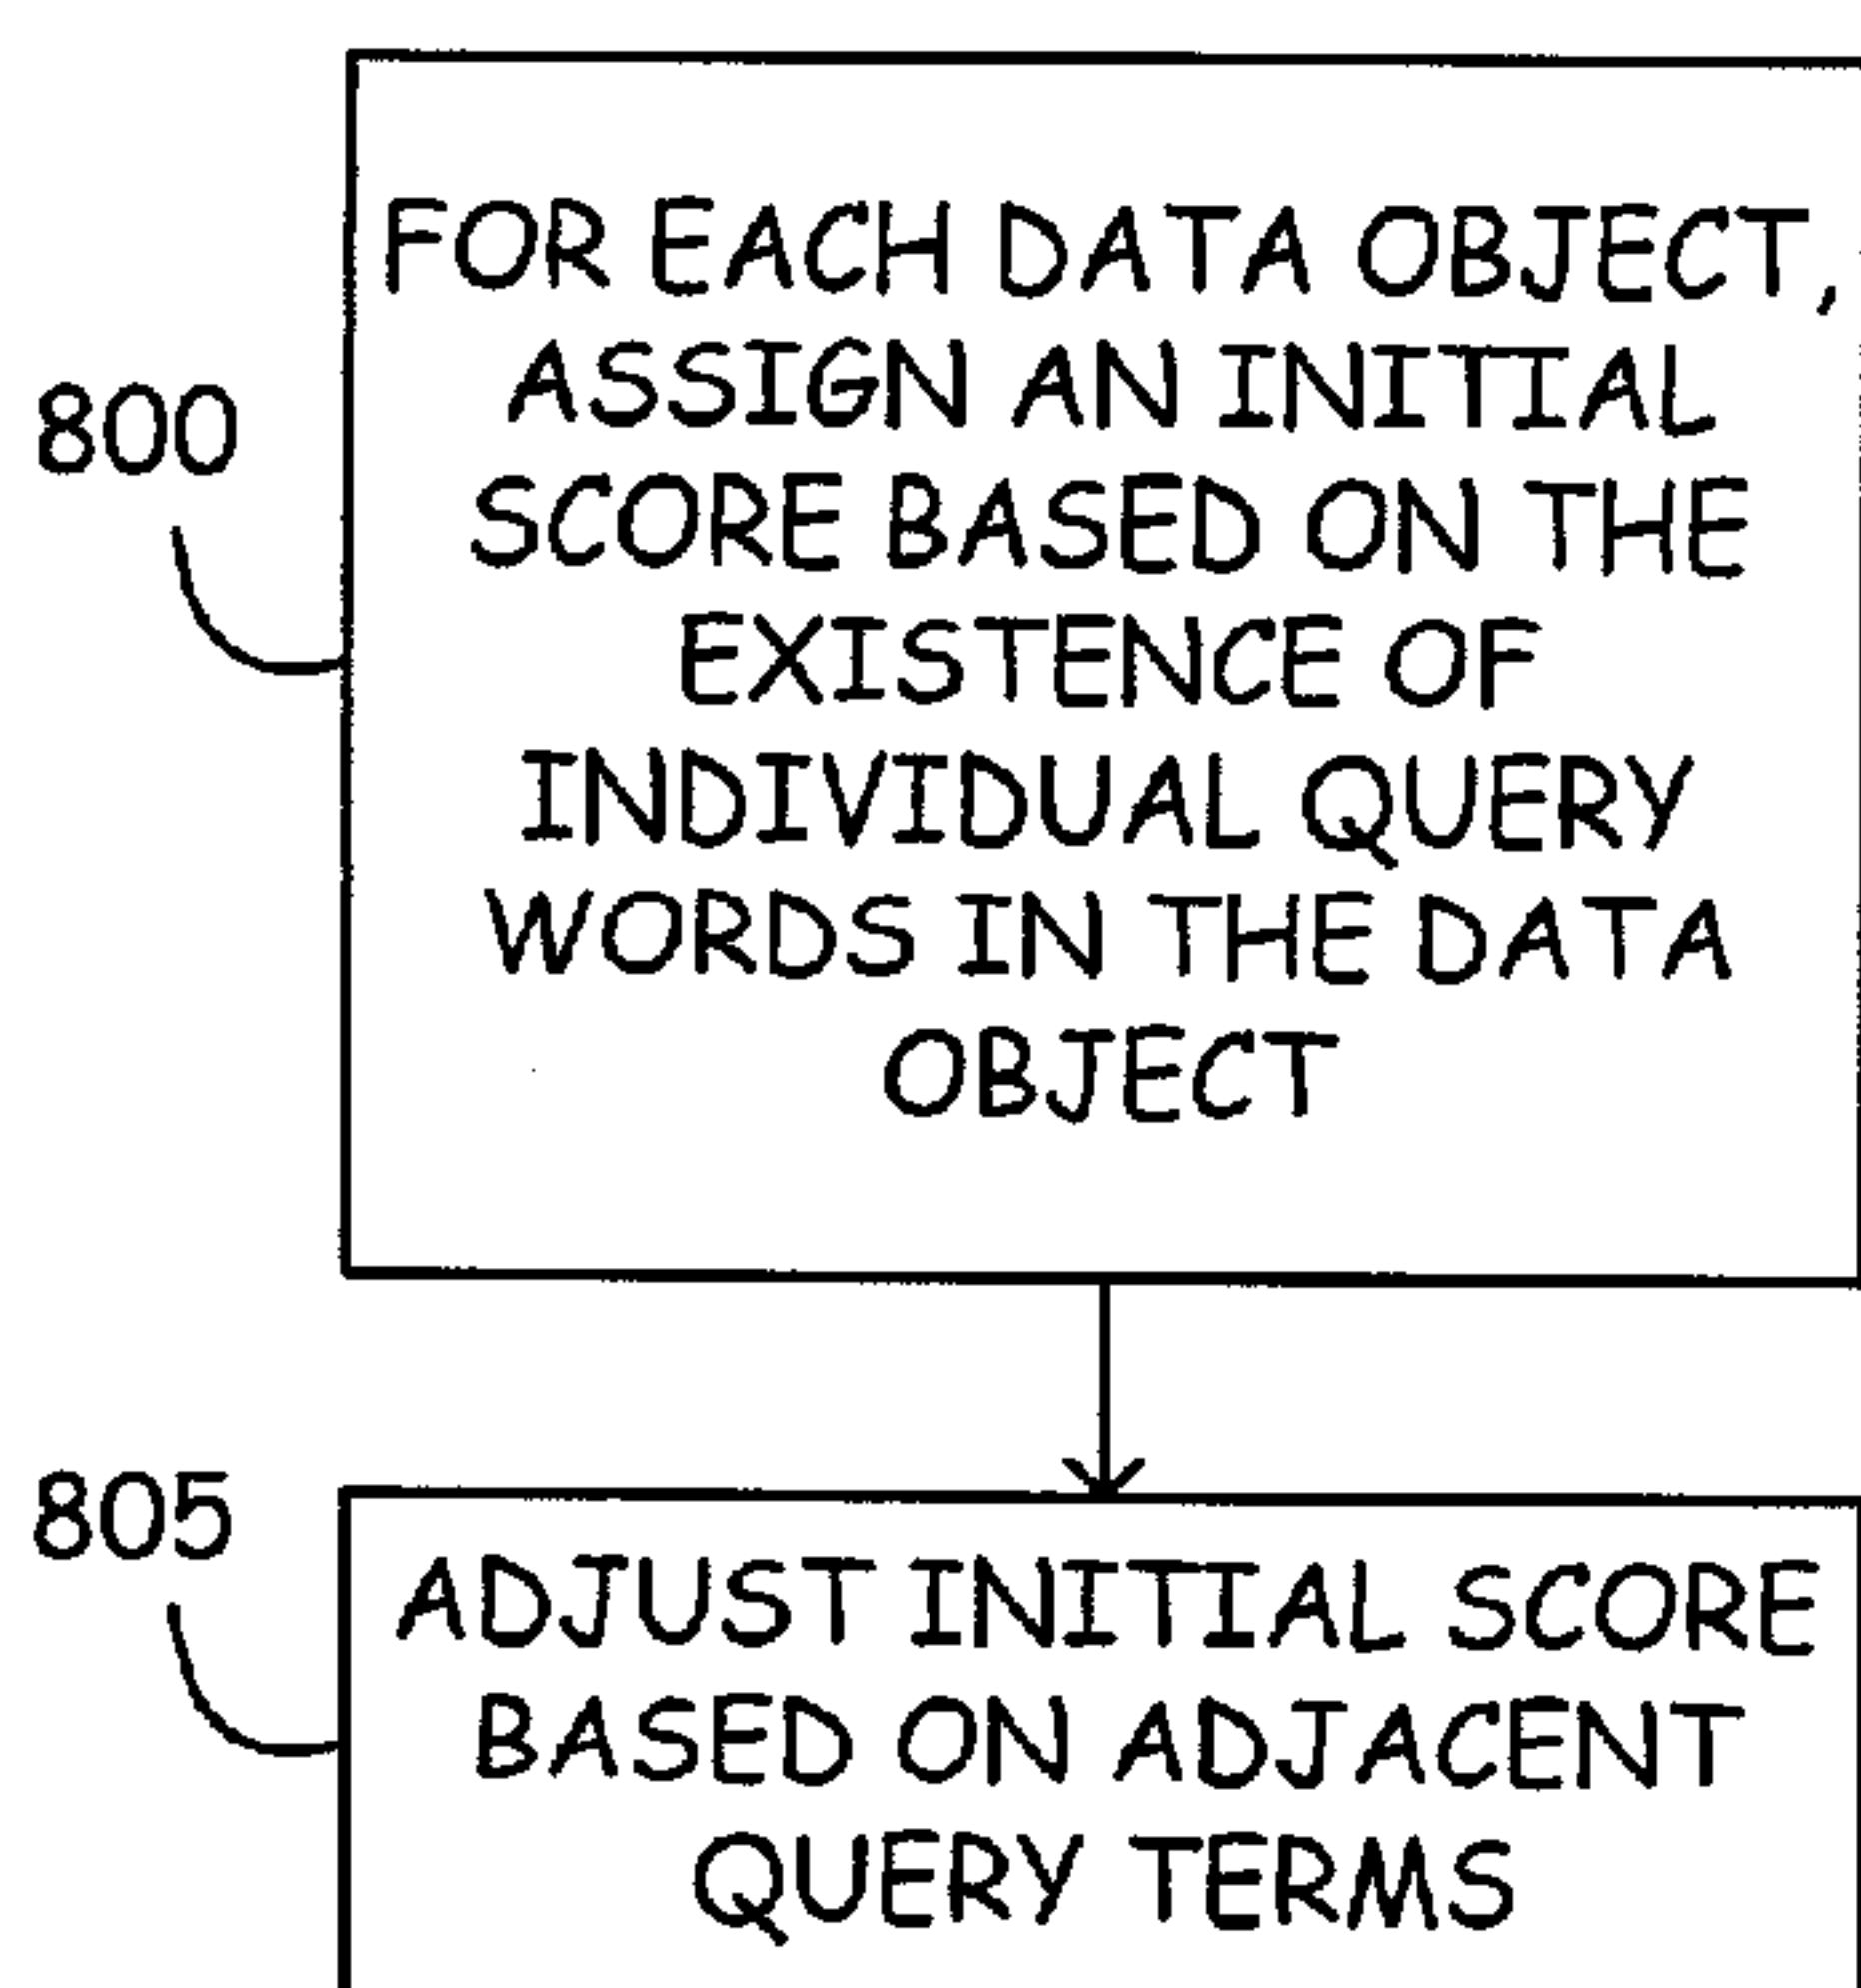 FOR EACH DATA OBJECT,
ASSIGN AN INITIAL
800
SCORE BASED ON THE
EXISTENCE OF
INDIVIDUAL QUERY
WORDS IN THE DATA
OBJECT
805
ADJUST INITIAL SCORE
BASED ON ADJACENT
QUERY TERMS